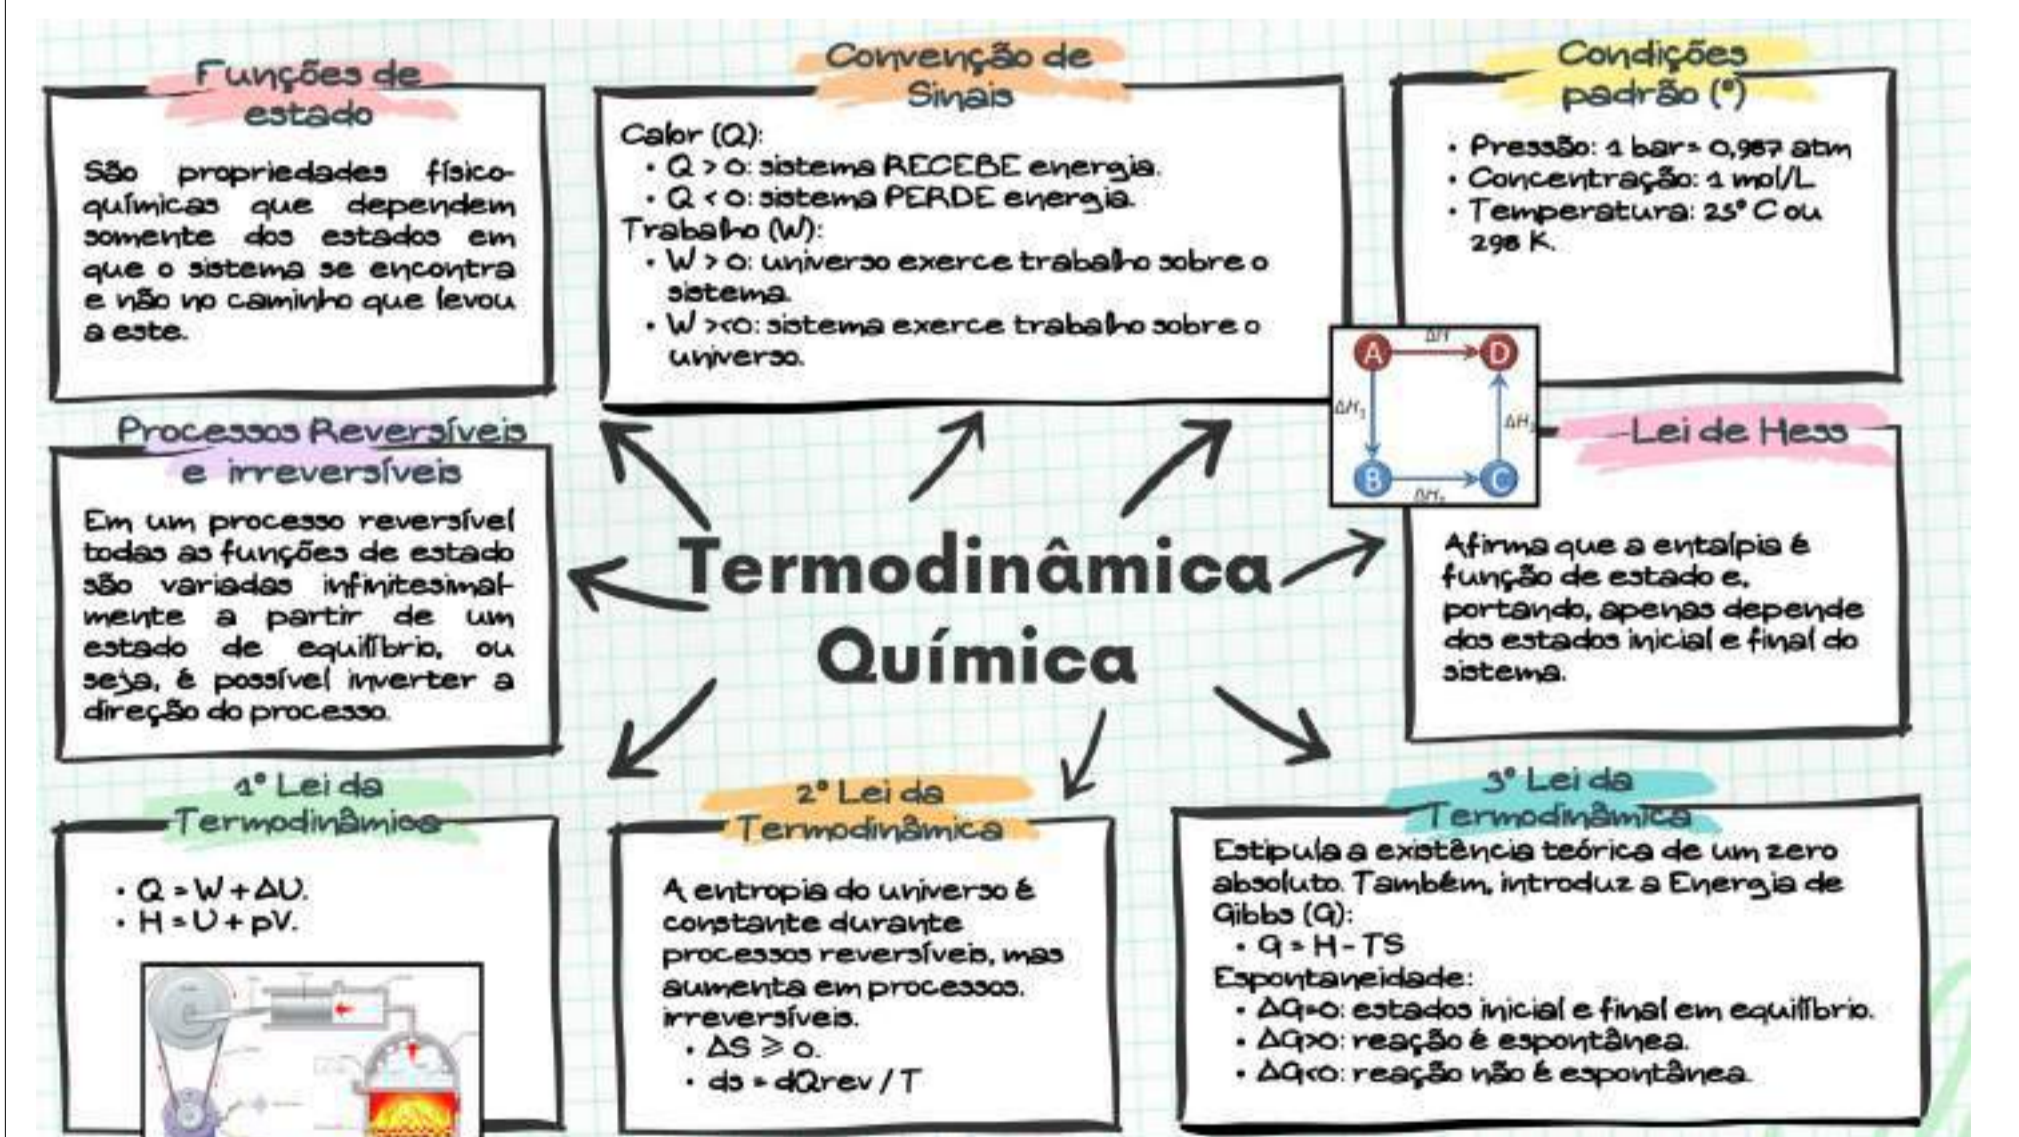 Funções de
estado
São propriedades físico-
químicas que dependem
somente dos estados em
que o sistema se encontra
e não no caminho que levou
a este.
Convenção de
Sinais
Calor (Q):
• Q > 0: sistema RECEBE energia.
• Q < 0: sistema PERDE energia.
Trabalho (W):
• W > 0: universo exerce trabalho sobre o
sistema.
• W ><0: sistema exerce trabalho sobre o
universo.
Condições
padrão (°)
• Pressão: 1 bar= 0,987 atm
• Concentração: 1 mol/L
• Temperatura: 25° C ou
298 K.
A ΔH D
ΔH₁ ΔH
B ΔH₂ C
Processos Reversíveis
e irreversíveis
Em um processo reversível
todas as funções de estado
são variadas infinitesimal-
mente a partir de um
estado de equilíbrio, ou
seja, é possível inverter a
direção do processo.
Termodinâmica
Química
Lei de Hess
Afirma que a entalpia é
função de estado e,
portando, apenas depende
dos estados inicial e final do
sistema.
1° Lei da
Termodinâmica
• Q = W + ΔU.
• H = U + pV.
2° Lei da
Termodinâmica
A entropia do universo é
constante durante
processos reversíveis, mas
aumenta em processos.
irreversíveis.
• ΔS ⩾ 0.
• ds = dQrev / T
3° Lei da
Termodinâmica
Estipula a existência teórica de um zero
absoluto. Também, introduz a Energia de
Gibbs (G):
• G = H - TS
Espontaneidade:
• ΔG=0: estados inicial e final em equilíbrio.
• ΔG>0: reação é espontânea.
• ΔG<0: reação não é espontânea.